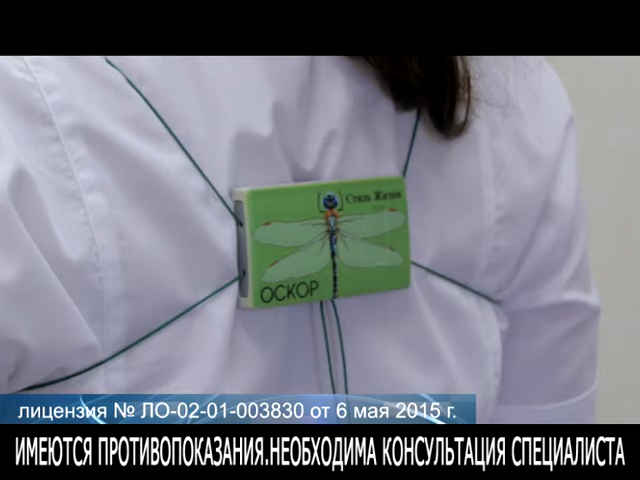 Стиль Жизни
ОСКОР
лицензия № ЛО-02-01-003830 от 6 мая 2015 г.
ИМЕЮТСЯ ПРОТИВОПОКАЗАНИЯ.НЕОБХОДИМА КОНСУЛЬТАЦИЯ СПЕЦИАЛИСТА